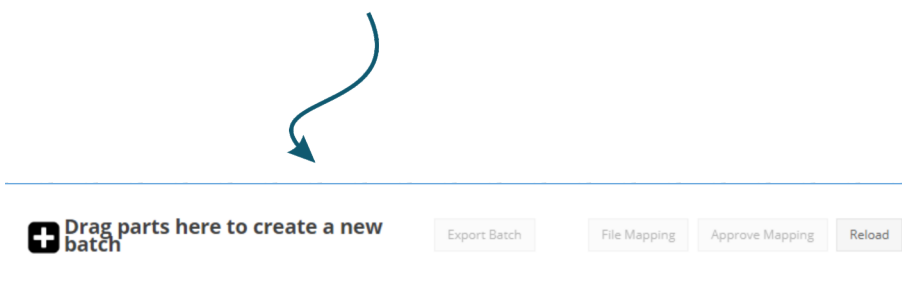 Drag parts here to create a new
batch
Export Batch
File Mapping
Approve Mapping
Reload